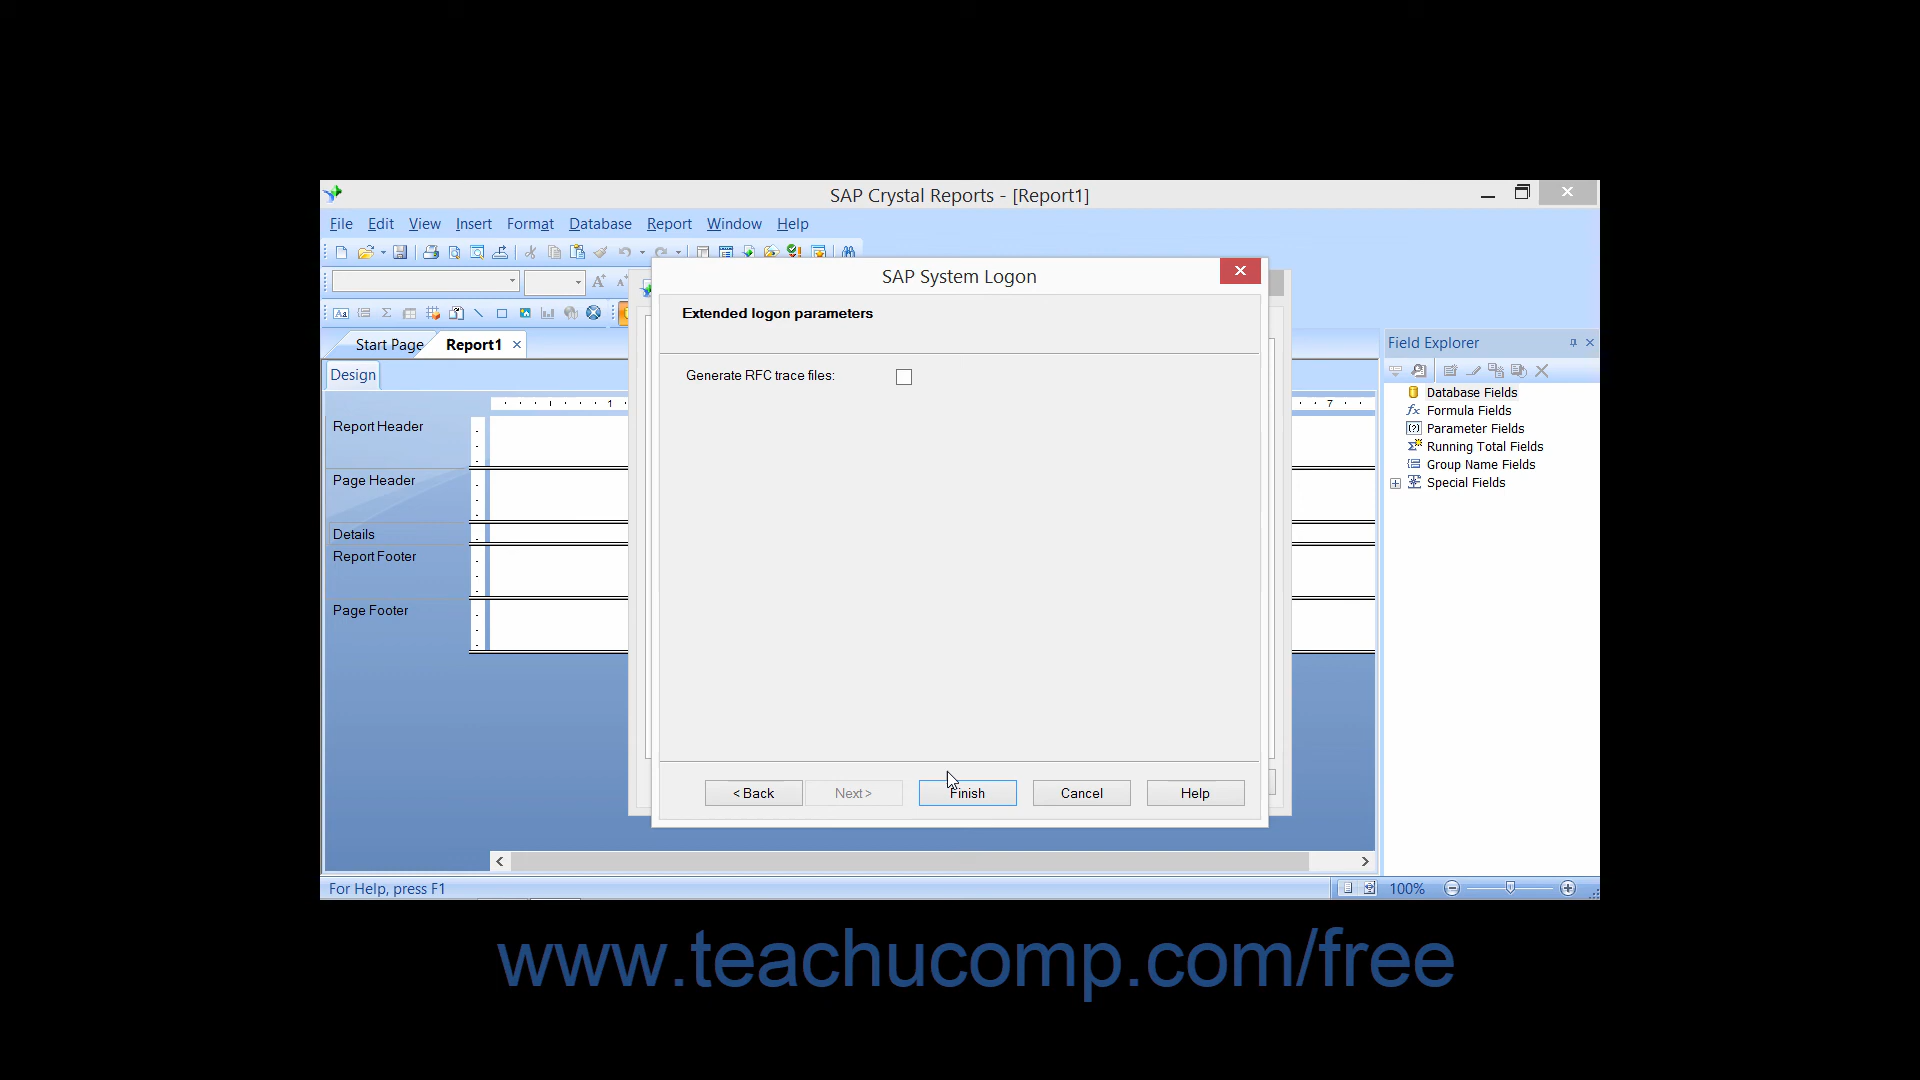 SAP Crystal Reports - [Report1]
File Edit View Insert Format Database Report Window Help
SAP System Logon
Extended logon parameters
Generate RFC trace files:
< Back Next > Finish Cancel Help
Start Page Report1
Design
1
7
Report Header
Page Header
Details
Report Footer
Page Footer
Field Explorer
Database Fields
Formula Fields
Parameter Fields
Running Total Fields
Group Name Fields
Special Fields
For Help, press F1
100%
www.teachucomp.com/free